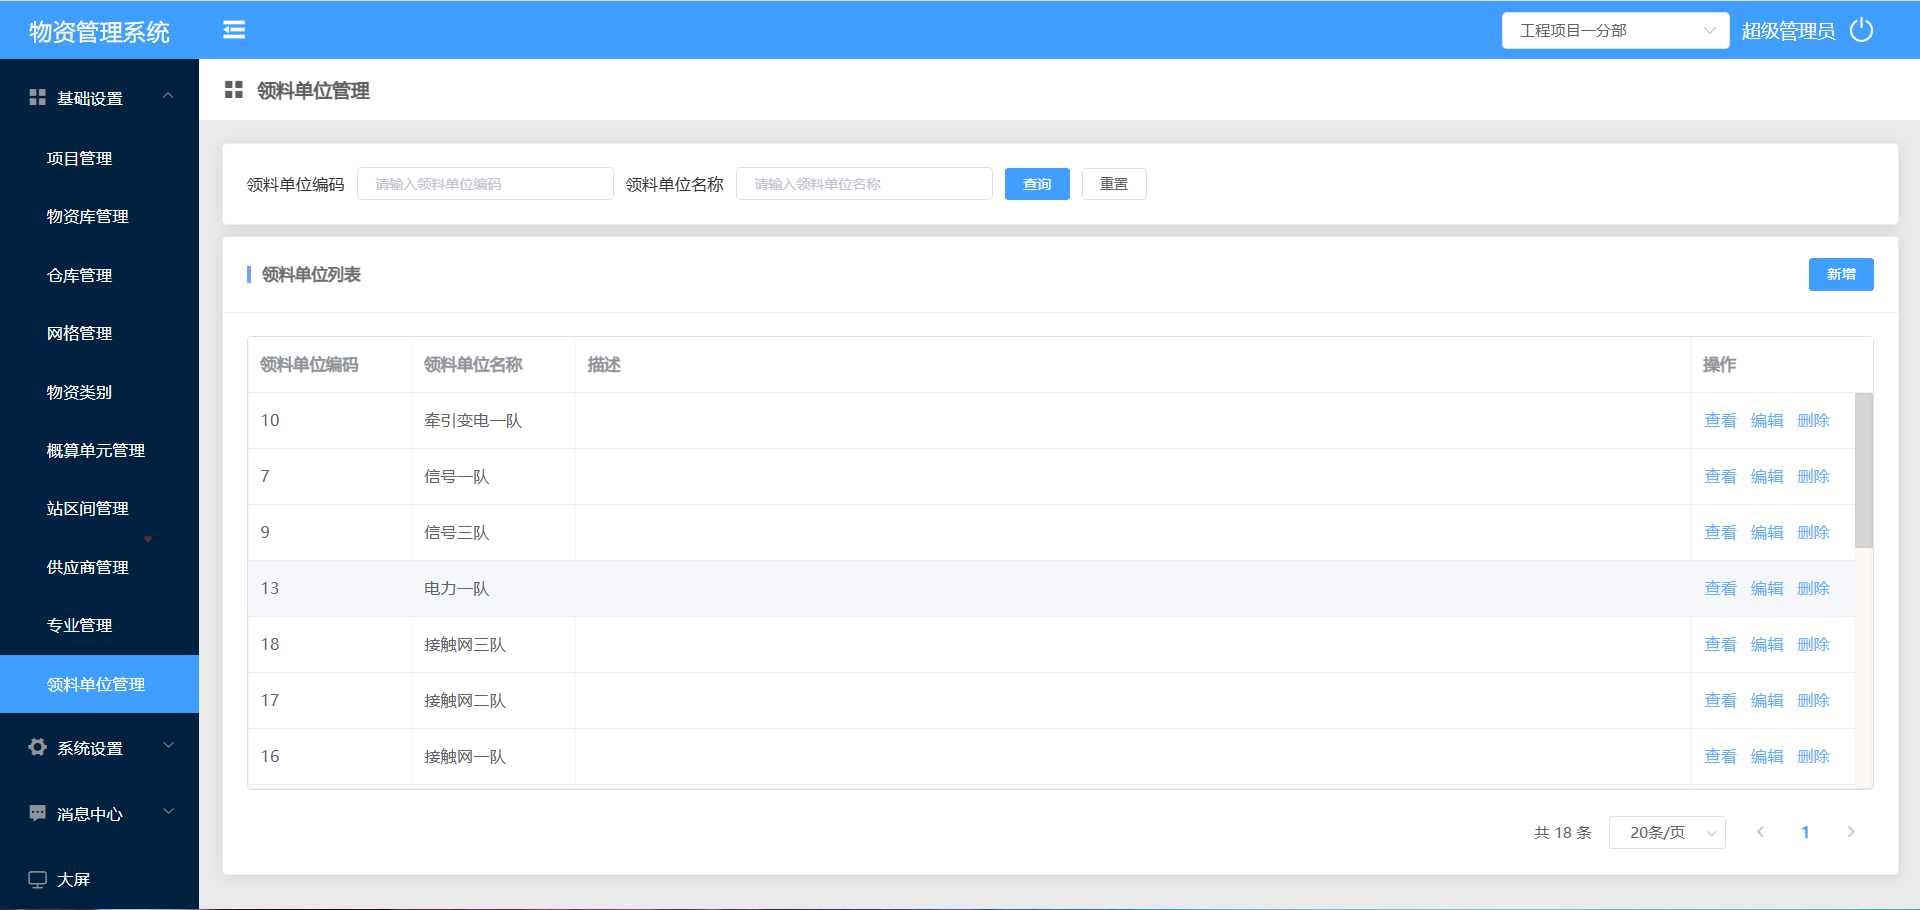 物资管理系统
工程项目一分部
超级管理员
基础设置
项目管理
物资库管理
仓库管理
网格管理
物资类别
概算单元管理
站区间管理
供应商管理
专业管理
领料单位管理
系统设置
消息中心
大屏
领料单位管理
领料单位编码 请输入领料单位编码 领料单位名称 请输入领料单位名称 查询 重置
领料单位列表 新增
领料单位编码 领料单位名称 描述 操作
10 牵引变电一队 查看 编辑 删除
7 信号一队 查看 编辑 删除
9 信号三队 查看 编辑 删除
13 电力一队 查看 编辑 删除
18 接触网三队 查看 编辑 删除
17 接触网二队 查看 编辑 删除
16 接触网一队 查看 编辑 删除
共 18 条 20条/页 1